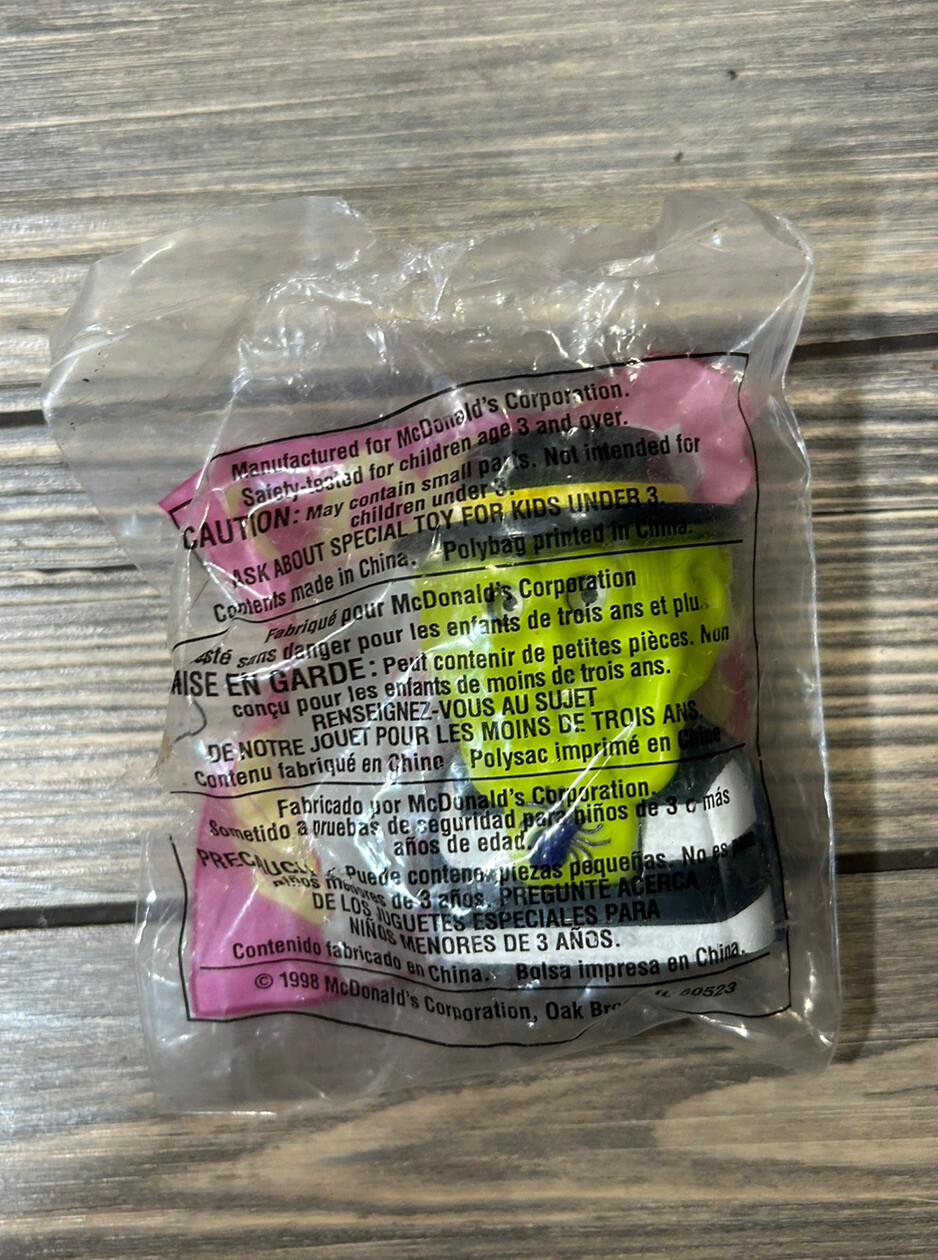 Manufactured for McDonald's Corporation.
Safety-tested for children age 3 and over.
CAUTION: May contain small parts. Not intended for
children under 3.
ASK ABOUT SPECIAL TOY FOR KIDS UNDER 3.
Contents made in China. Polybag printed in China.
Fabriqué pour McDonald's Corporation
sans danger pour les enfants de trois ans et plus
MISE EN GARDE: Peut contenir de petites pièces. Non
conçu pour les enfants de moins de trois ans.
RENSEIGNEZ-VOUS AU SUJET
DE NOTRE JOUET POUR LES MOINS DE TROIS ANS.
Contenu fabriqué en Chine Polysac imprimé en Chine
Fabricado por McDonald's Corporation.
Sometido a pruebas de seguridad para niños de 3 o más
años de edad.
Puede contener piezas pequeñas. No es para
niños menores de 3 años. PREGUNTE ACERCA
DE LOS JUGUETES ESPECIALES PARA
NIÑOS MENORES DE 3 AÑOS.
Contenido fabricado en China. Bolsa impresa en China.
© 1998 McDonald's Corporation, Oak IL 60523